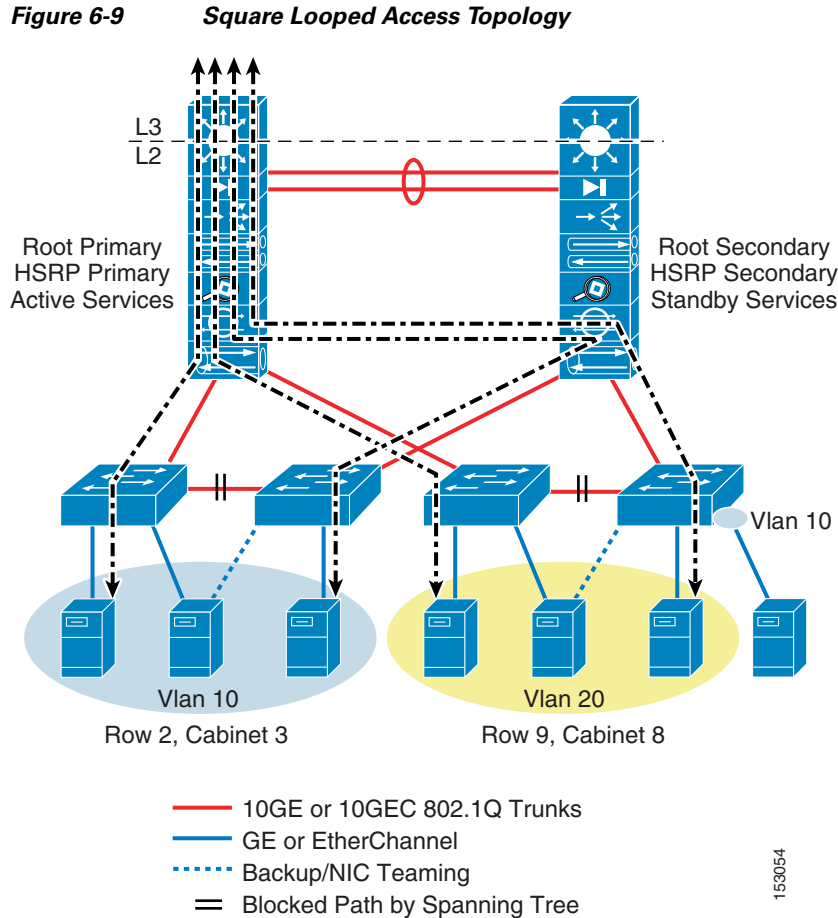 Figure 6-9 Square Looped Access Topology
L3
L2
Root Primary
HSRP Primary
Active Services
Root Secondary
HSRP Secondary
Standby Services
Vlan 10
Vlan 10
Row 2, Cabinet 3
Vlan 20
Row 9, Cabinet 8
10GE or 10GEC 802.1Q Trunks
GE or EtherChannel
Backup/NIC Teaming
Blocked Path by Spanning Tree
153054